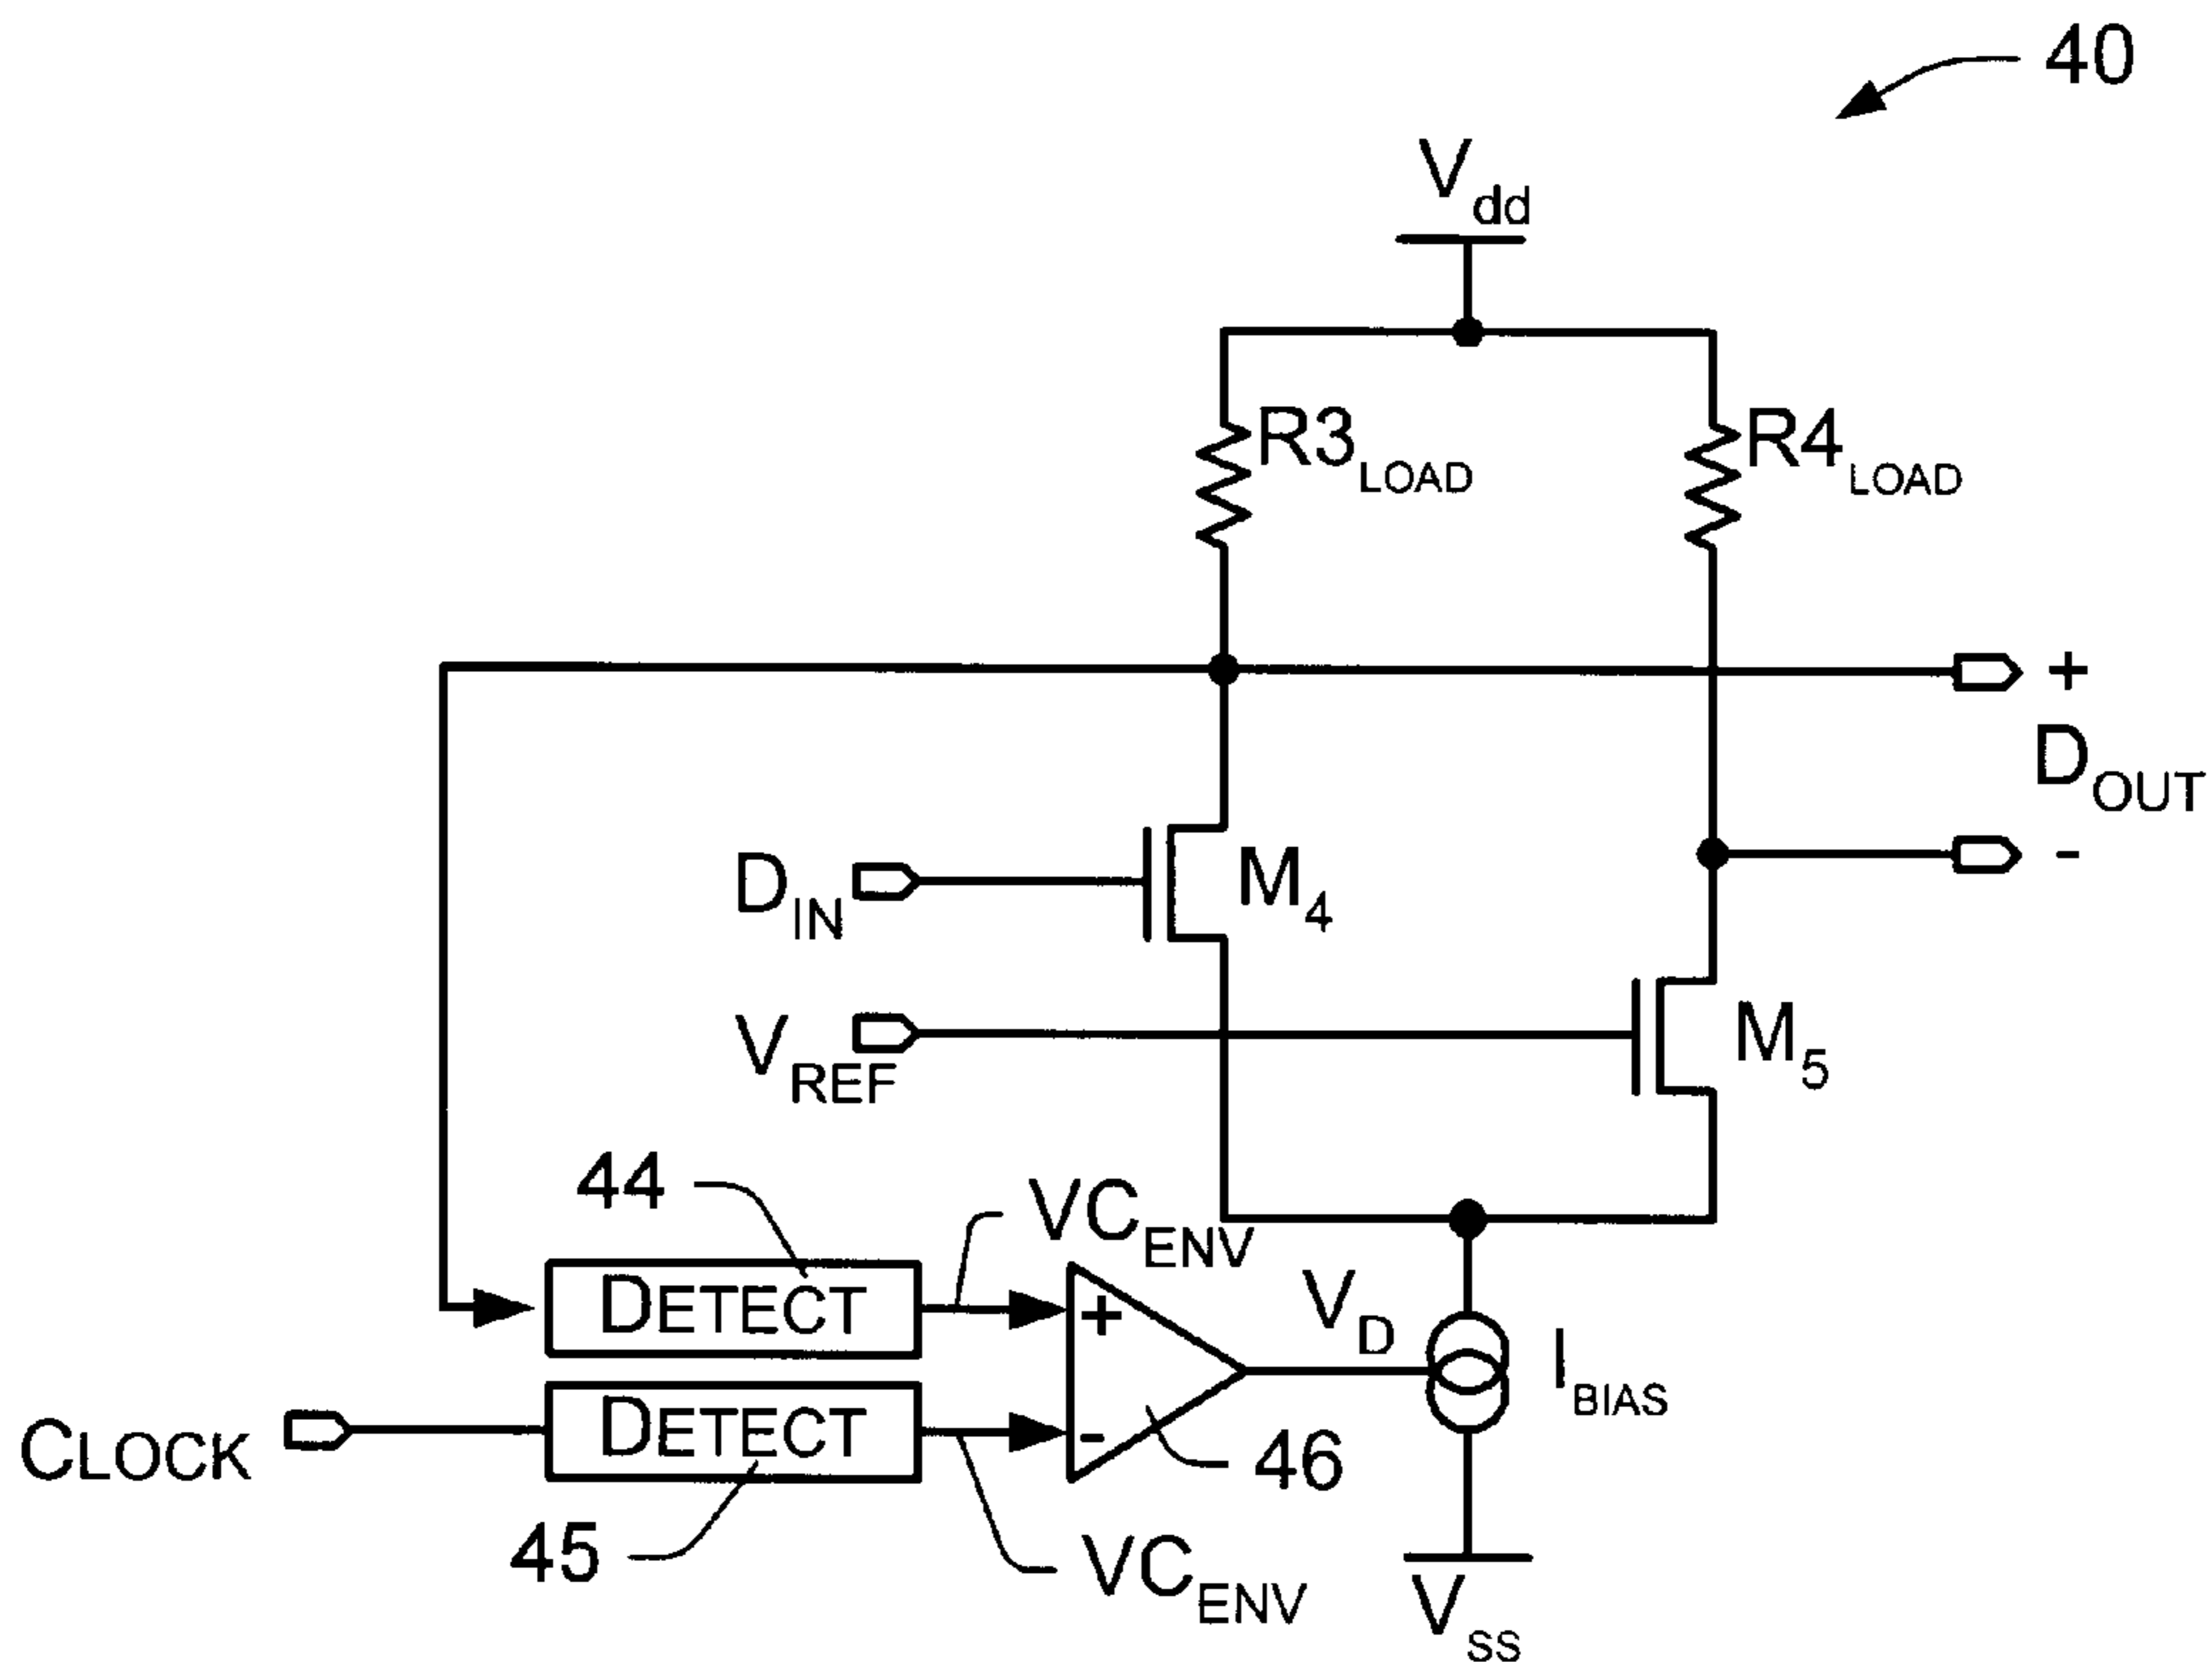 40
Vdd
R3LOAD
R4LOAD
+
DOUT
-
DIN
M4
VREF
M5
44
VCENV
DETECT
+
VD
IBIAS
CLOCK
DETECT
-
46
45
VCENV
VSS